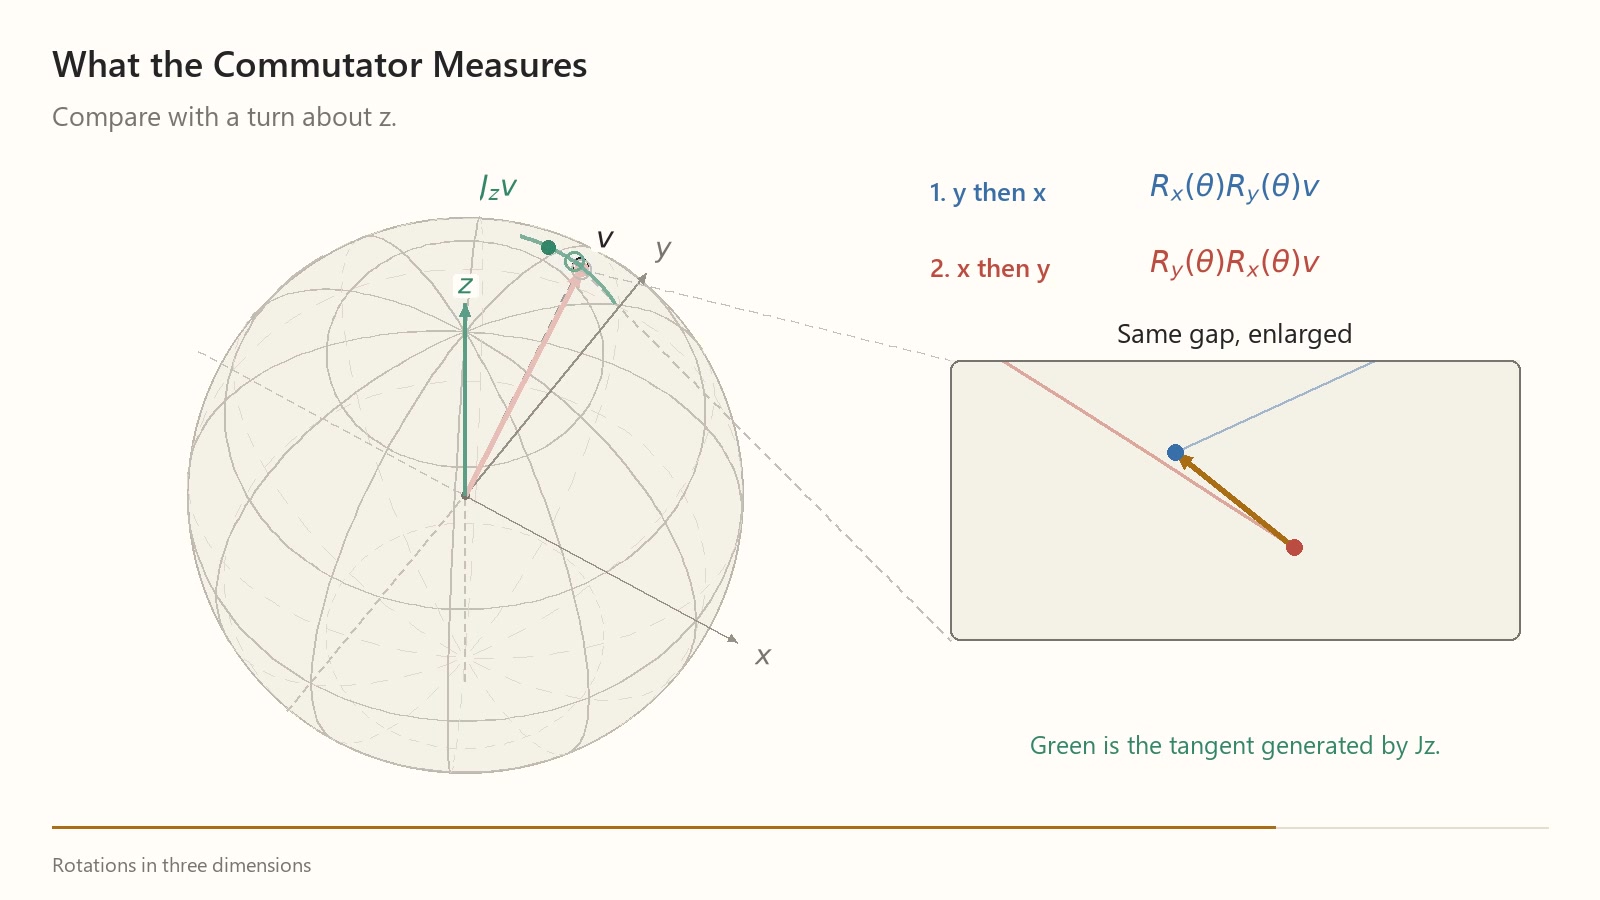 What the Commutator Measures
Compare with a turn about z.
J_z v
v
y
z
x
1. y then x
R_x(θ)R_y(θ)v
2. x then y
R_y(θ)R_x(θ)v
Same gap, enlarged
Green is the tangent generated by Jz.
Rotations in three dimensions